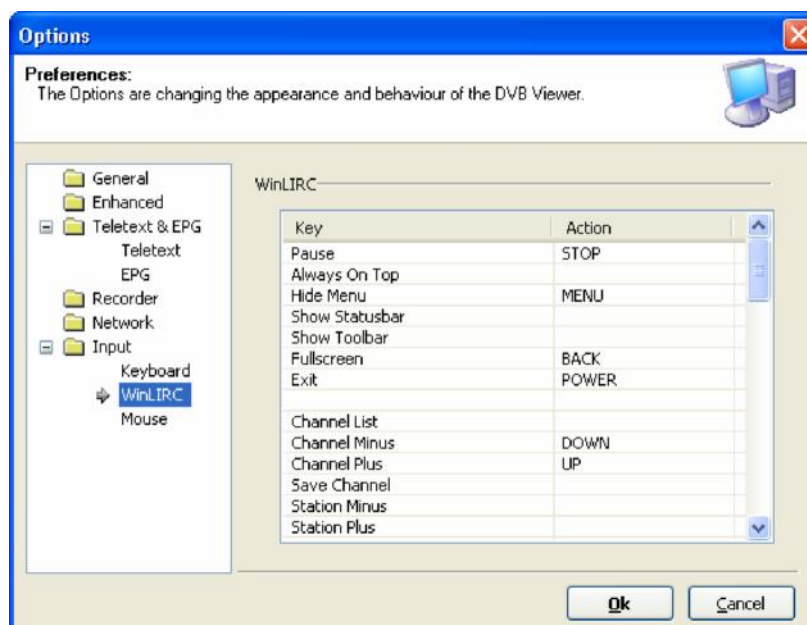 Options
Preferences:
The Options are changing the appearance and behaviour of the DVB Viewer.
General
Enhanced
Teletext & EPG
Teletext
EPG
Recorder
Network
Input
Keyboard
WinLIRC
Mouse
WinLIRC
Key Action
Pause STOP
Always On Top
Hide Menu MENU
Show Statusbar
Show Toolbar
Fullscreen BACK
Exit POWER
Channel List
Channel Minus DOWN
Channel Plus UP
Save Channel
Station Minus
Station Plus
Ok Cancel